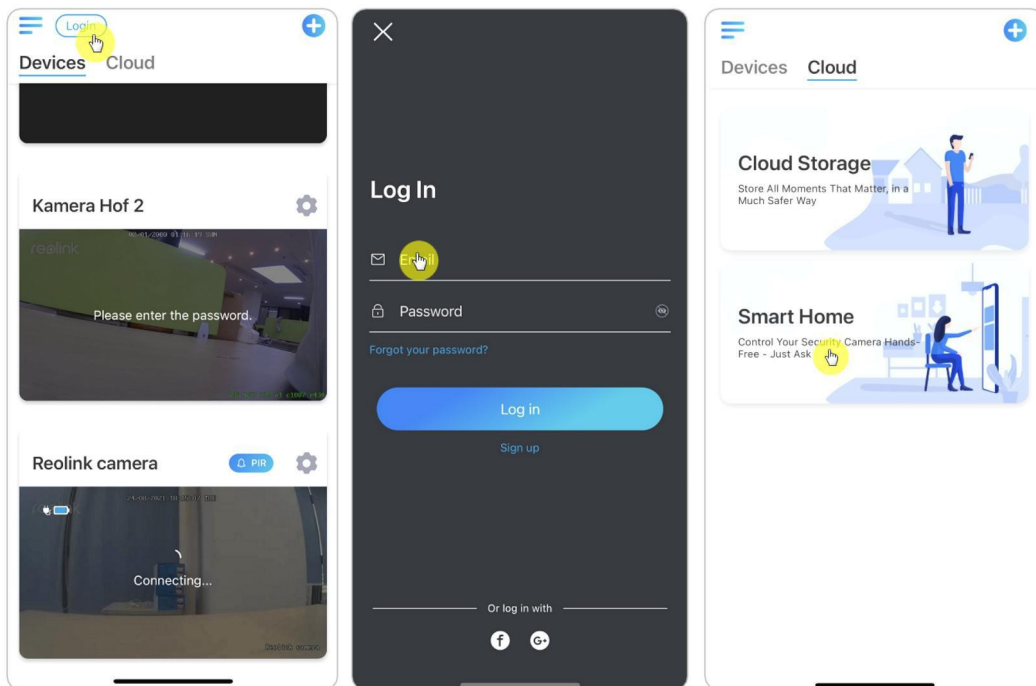 Login
Devices Cloud
Kamera Hof 2
reolink
Please enter the password.
Reolink camera
PIR
Connecting...
Reolink camera
Log In
Password
Forgot your password?
Log in
Sign up
Or log in with
f G+
Devices Cloud
Cloud Storage
Store All Moments That Matter, in a
Much Safer Way
Smart Home
Control Your Security Camera Hands-
Free - Just Ask